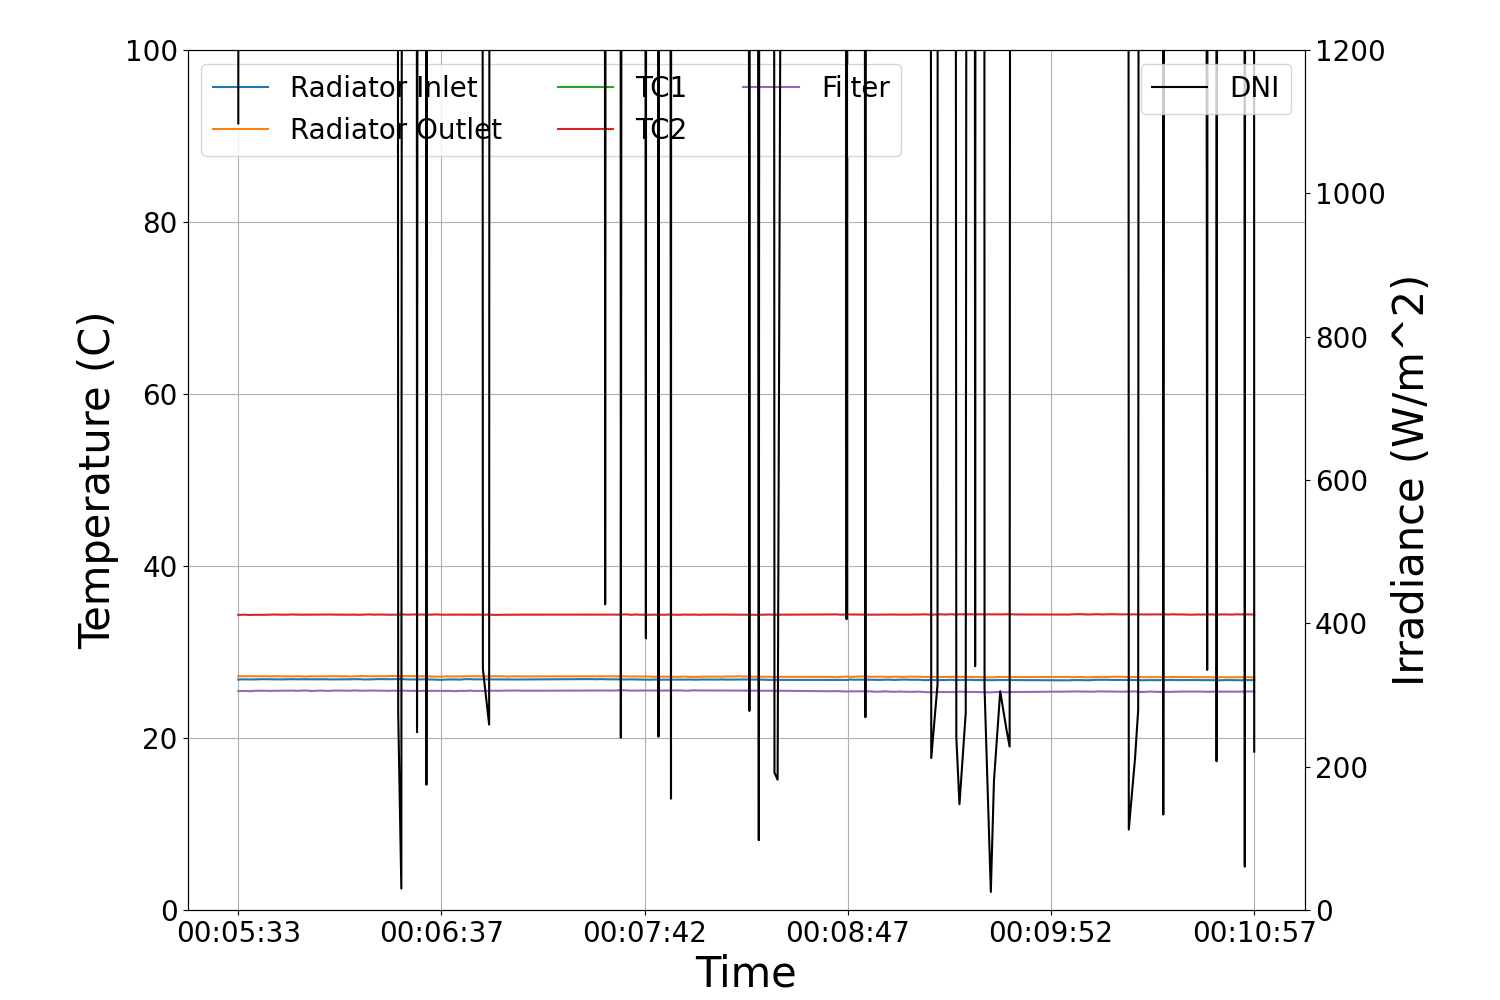 100
80
60
40
20
0
Temperature (C)
Radiator Inlet
Radiator Outlet
TC1
TC2
Filter
DNI
1200
1000
800
600
400
200
0
Irradiance (W/m^2)
00:05:33
00:06:37
00:07:42
00:08:47
00:09:52
00:10:57
Time